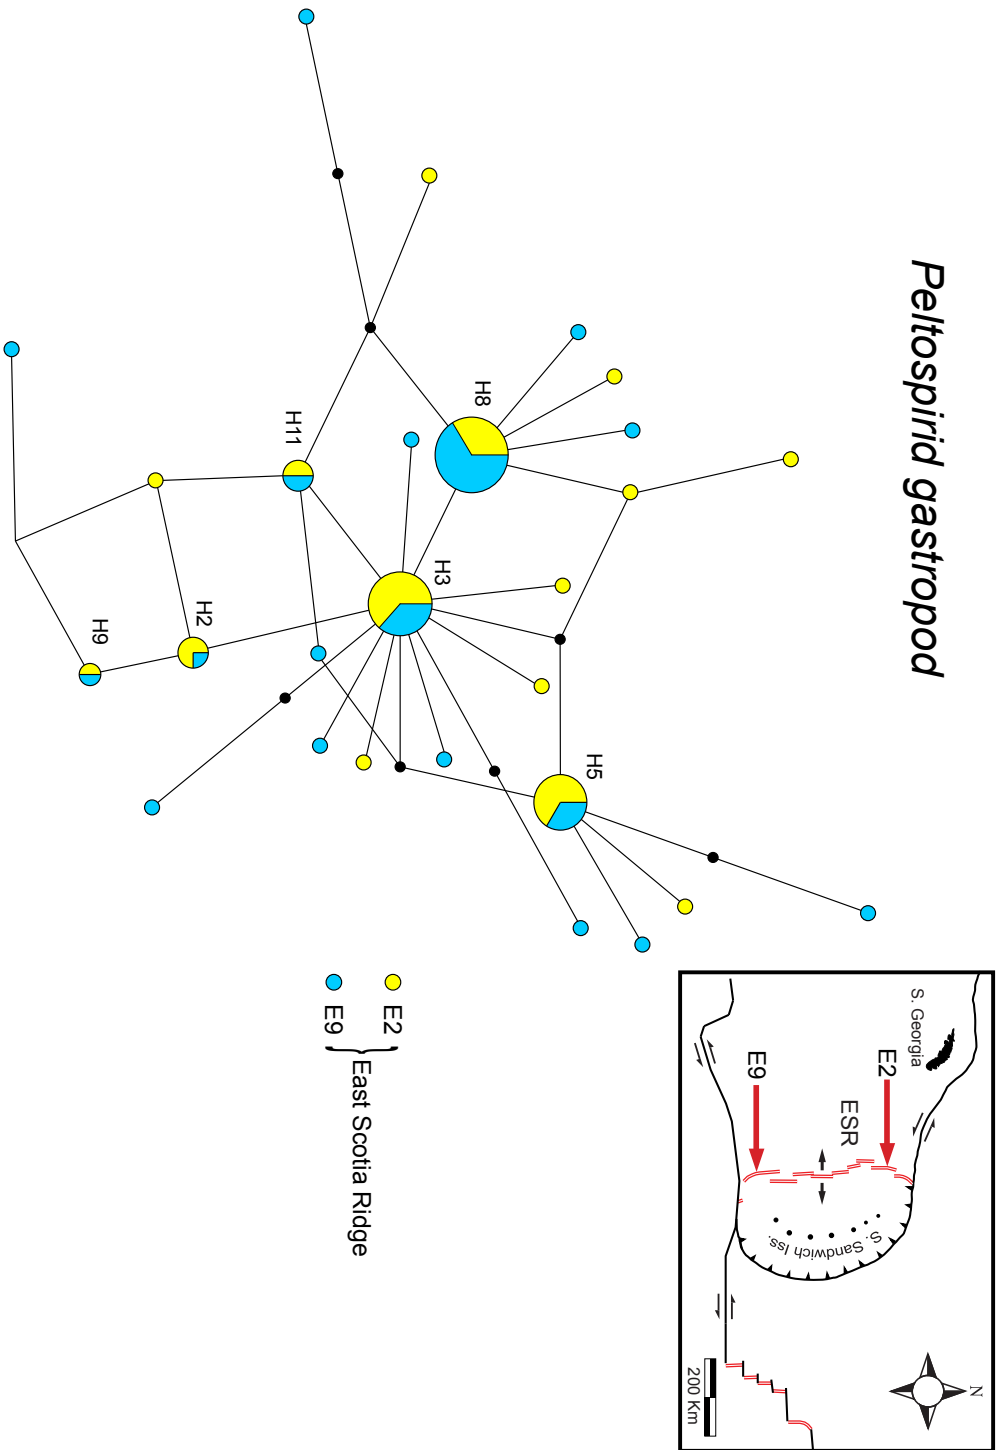 Peltospirid gastropod
H8
H11
H3
H2
H9
H5
E2
E9
East Scotia Ridge
S. Georgia
E2
E9
ESR
S. Sandwich Iss.
N
200 Km